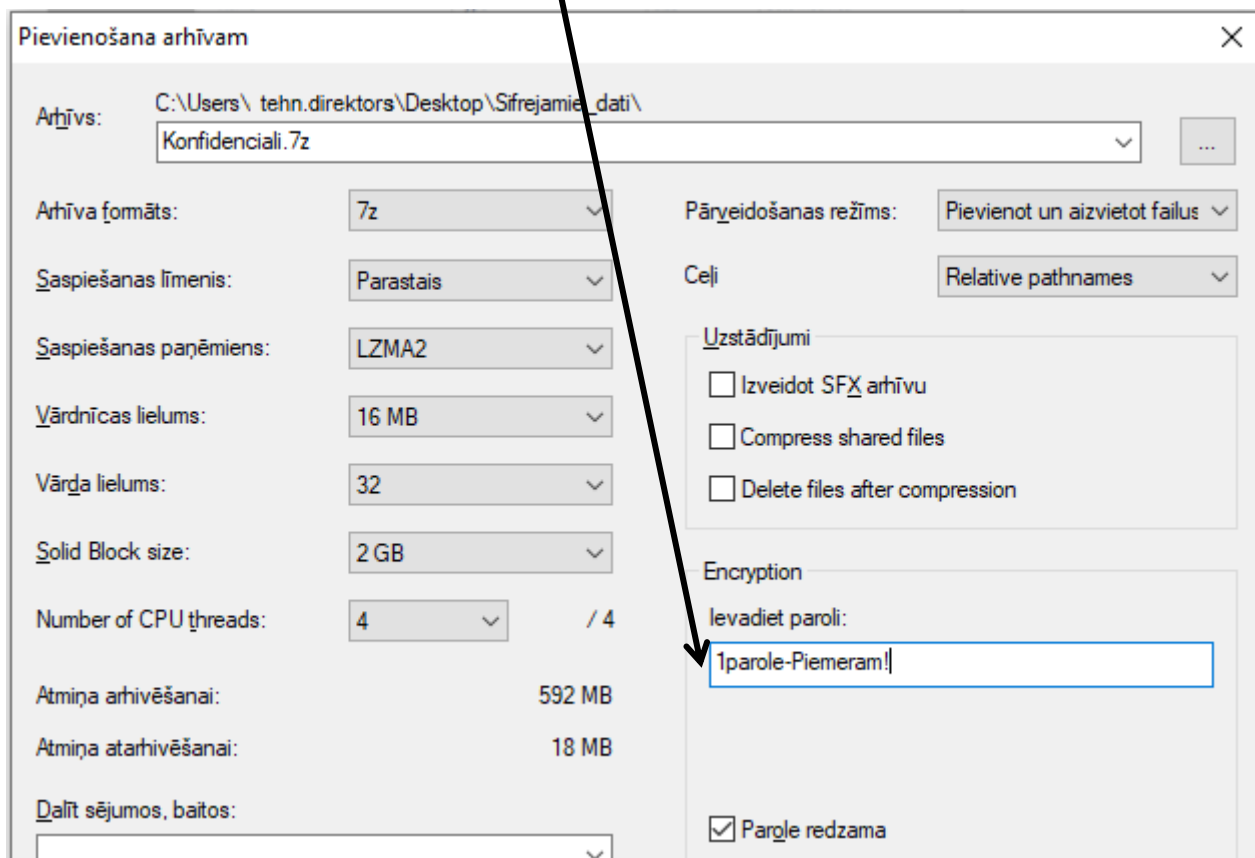 Pievienošana arhīvam
Arhīvs:
C:\Users\ tehn.direktors\Desktop\Sifrejamie_dati\
Konfidenciali.7z
...
Arhīva formāts:
7z
Saspiešanas līmenis:
Parastais
Saspiešanas paņēmiens:
LZMA2
Vārdnīcas lielums:
16 MB
Vārda lielums:
32
Solid Block size:
2 GB
Number of CPU threads:
4
/ 4
Atmiņa arhivēšanai:
592 MB
Atmiņa atarhivēšanai:
18 MB
Dalīt sējumos, baitos:
Pārveidošanas režīms:
Pievienot un aizvietot failus
Ceļi
Relative pathnames
Uzstādījumi
Izveidot SFX arhīvu
Compress shared files
Delete files after compression
Encryption
Ievadiet paroli:
1parole-Piemeram!
Parole redzama